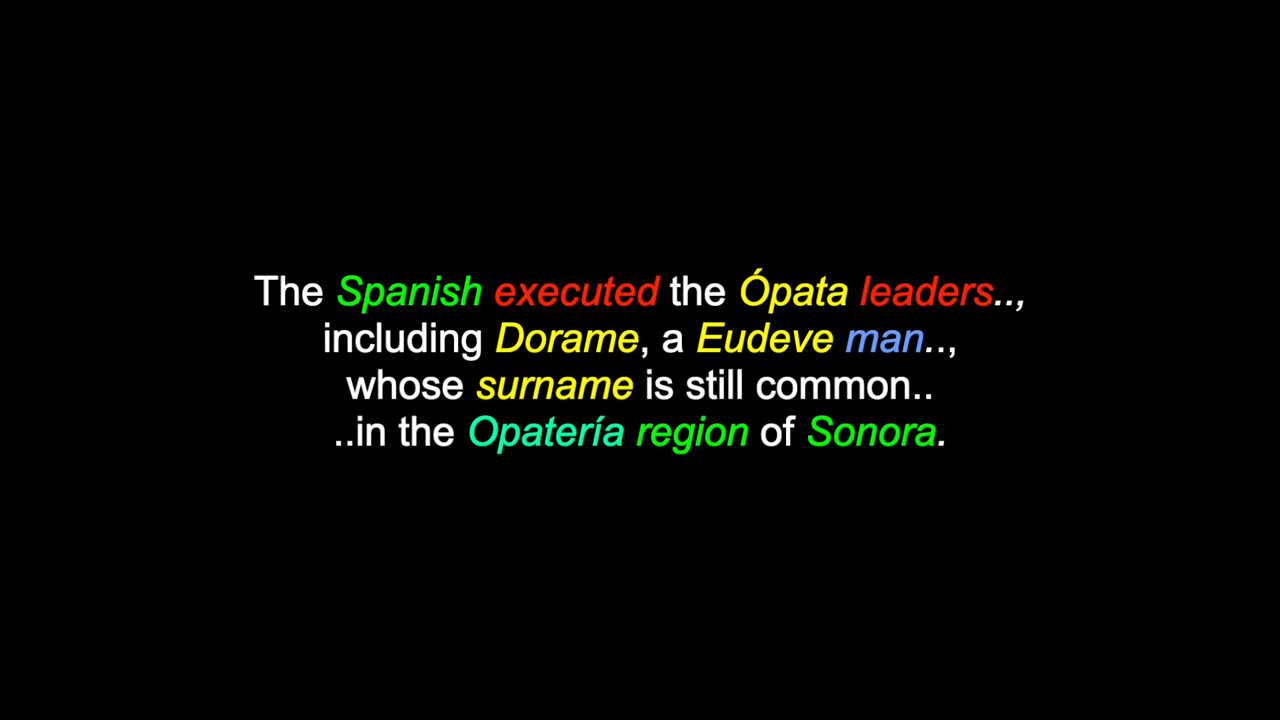 The Spanish executed the Ópata leaders..,
including Dorame, a Eudeve man..,
whose surname is still common..
..in the Opatería region of Sonora.